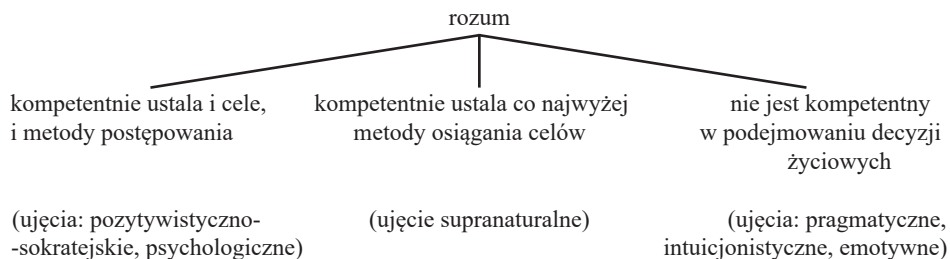 rozum
kompetentnie ustala i cele,
i metody postępowania
kompetentnie ustala co najwyżej
metody osiągania celów
nie jest kompetentny
w podejmowaniu decyzji
życiowych
(ujęcia: pozytywistyczno-
-sokratejskie, psychologiczne)
(ujęcie supranaturalne)
(ujęcia: pragmatyczne,
intuicjonistyczne, emotywne)